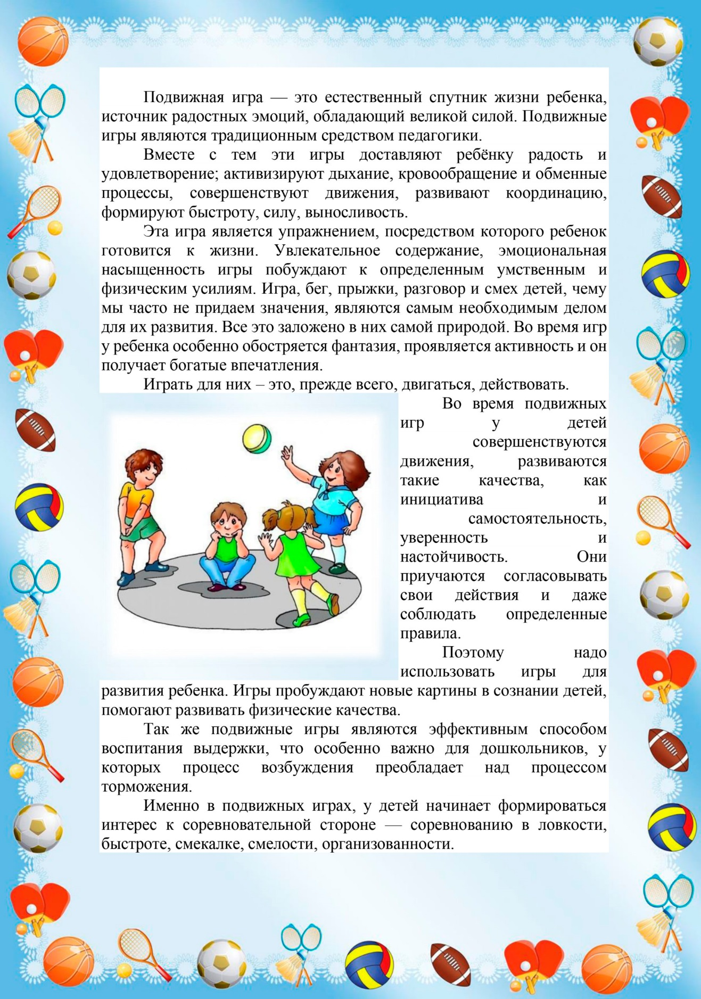 Подвижная игра — это естественный спутник жизни ребенка,
источник радостных эмоций, обладающий великой силой. Подвижные
игры являются традиционным средством педагогики.
Вместе с тем эти игры доставляют ребёнку радость и
удовлетворение; активизируют дыхание, кровообращение и обменные
процессы, совершенствуют движения, развивают координацию,
формируют быстроту, силу, выносливость.
Эта игра является упражнением, посредством которого ребенок
готовится к жизни. Увлекательное содержание, эмоциональная
насыщенность игры побуждают к определенным умственным и
физическим усилиям. Игра, бег, прыжки, разговор и смех детей, чему
мы часто не придаем значения, являются самым необходимым делом
для их развития. Все это заложено в них самой природой. Во время игр
у ребенка особенно обостряется фантазия, проявляется активность и он
получает богатые впечатления.
Играть для них – это, прежде всего, двигаться, действовать.
Во время подвижных
игр у детей
совершенствуются
движения, развиваются
такие качества, как
инициатива и
самостоятельность,
уверенность и
настойчивость. Они
приучаются согласовывать
свои действия и даже
соблюдать определенные
правила.
Поэтому надо
использовать игры для
развития ребенка. Игры пробуждают новые картины в сознании детей,
помогают развивать физические качества.
Так же подвижные игры являются эффективным способом
воспитания выдержки, что особенно важно для дошкольников, у
которых процесс возбуждения преобладает над процессом
торможения.
Именно в подвижных играх, у детей начинает формироваться
интерес к соревновательной стороне — соревнованию в ловкости,
быстроте, смекалке, смелости, организованности.